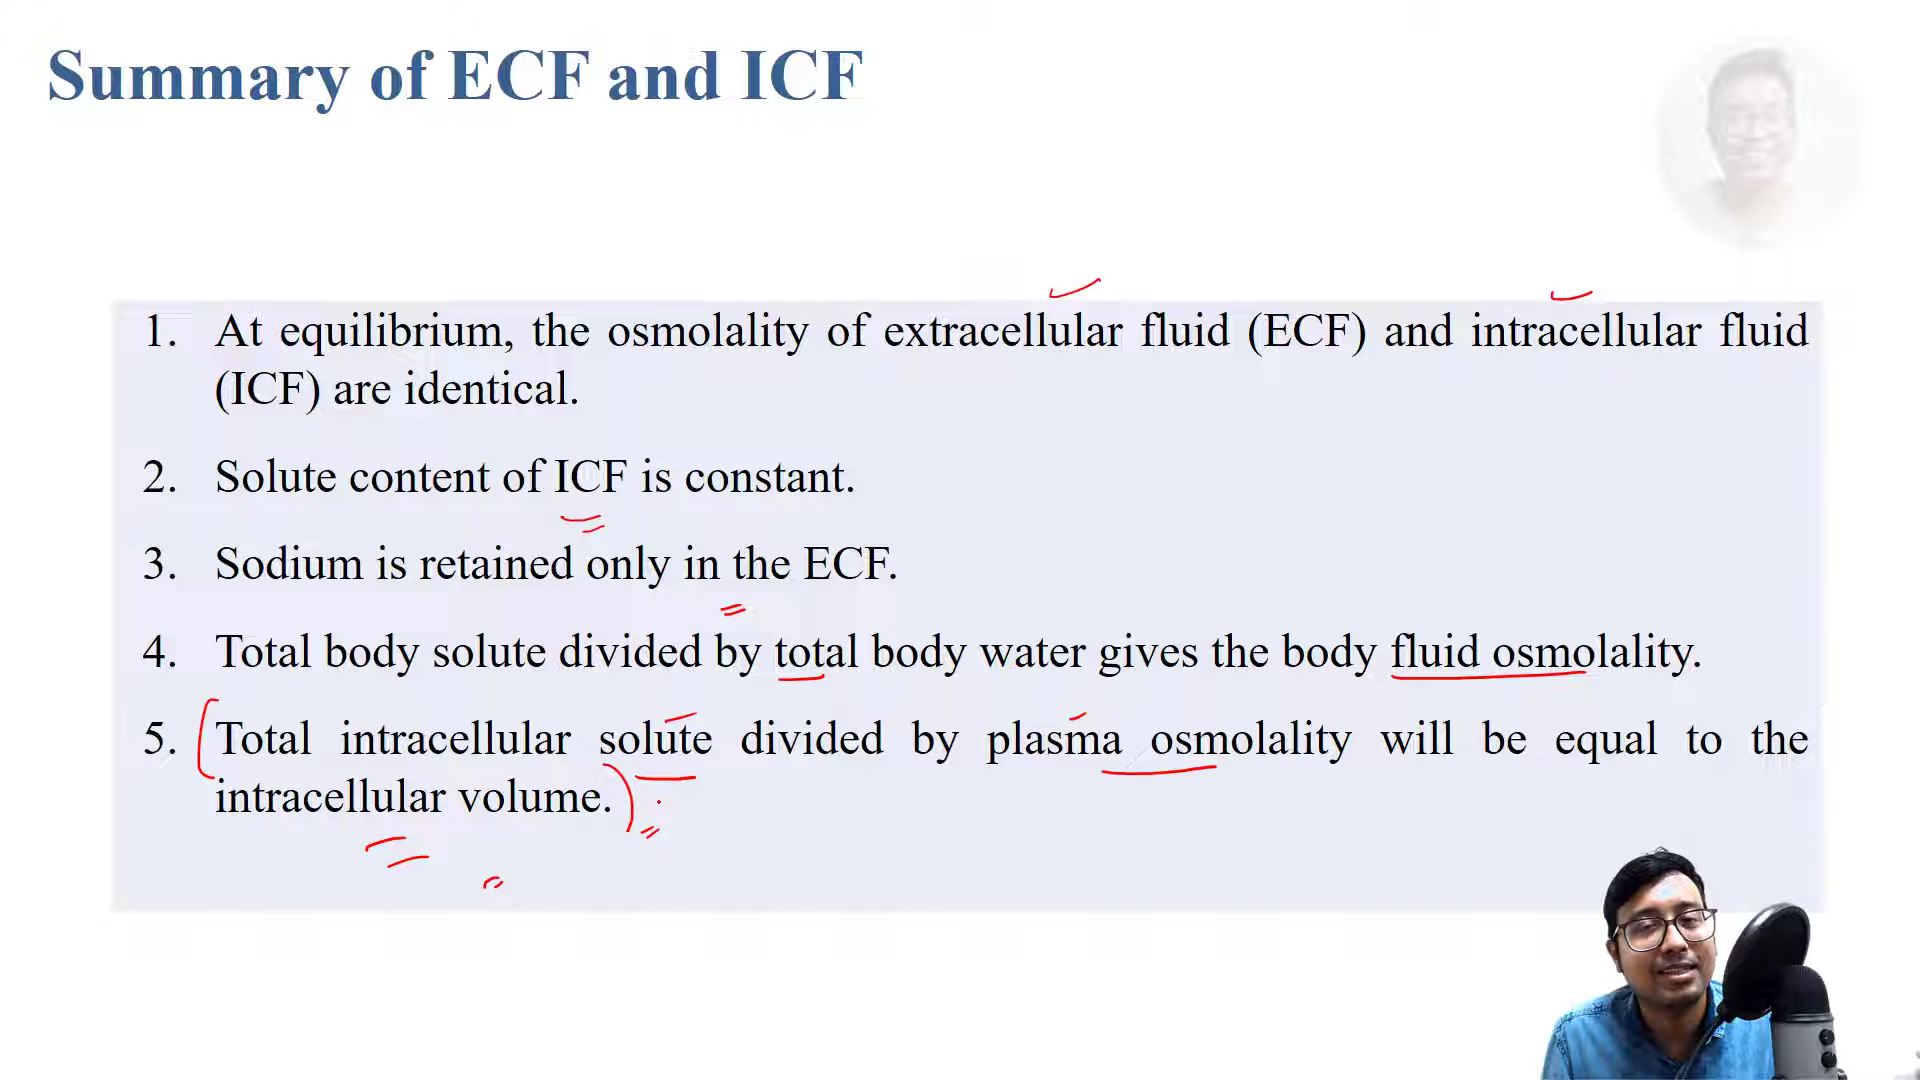 Summary of ECF and ICF
1. At equilibrium, the osmolality of extracellular fluid (ECF) and intracellular fluid
(ICF) are identical.
2. Solute content of ICF is constant.
3. Sodium is retained only in the ECF.
4. Total body solute divided by total body water gives the body fluid osmolality.
5. Total intracellular solute divided by plasma osmolality will be equal to the
intracellular volume.